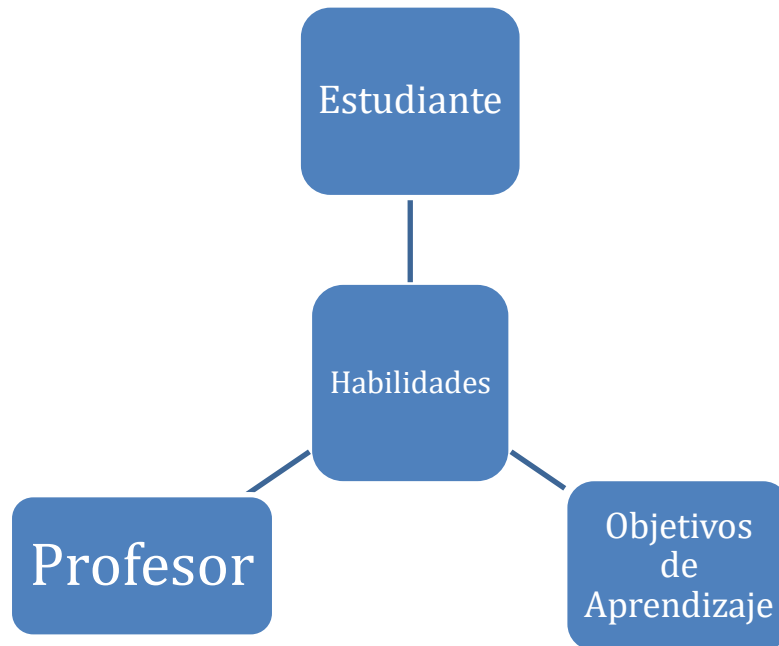 Estudiante
Habilidades
Profesor
Objetivos
de
Aprendizaje